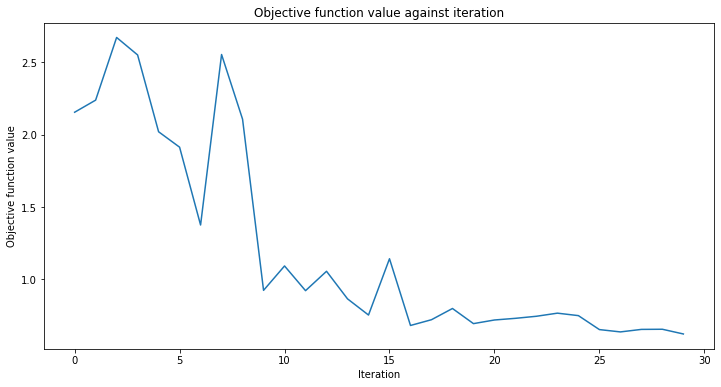 Objective function value against iteration
Objective function value
2.5
2.0
1.5
1.0
0 5 10 15 20 25 30
Iteration